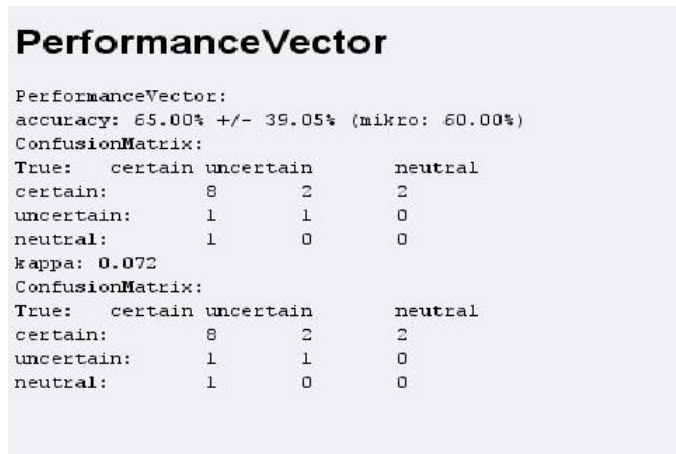 PerformanceVector
PerformanceVector:
accuracy: 65.00% +/- 39.05% (mikro: 60.00%)
ConfusionMatrix:
True: certain uncertain neutral
certain: 8 2 2
uncertain: 1 1 0
neutral: 1 0 0
kappa: 0.072
ConfusionMatrix:
True: certain uncertain neutral
certain: 8 2 2
uncertain: 1 1 0
neutral: 1 0 0